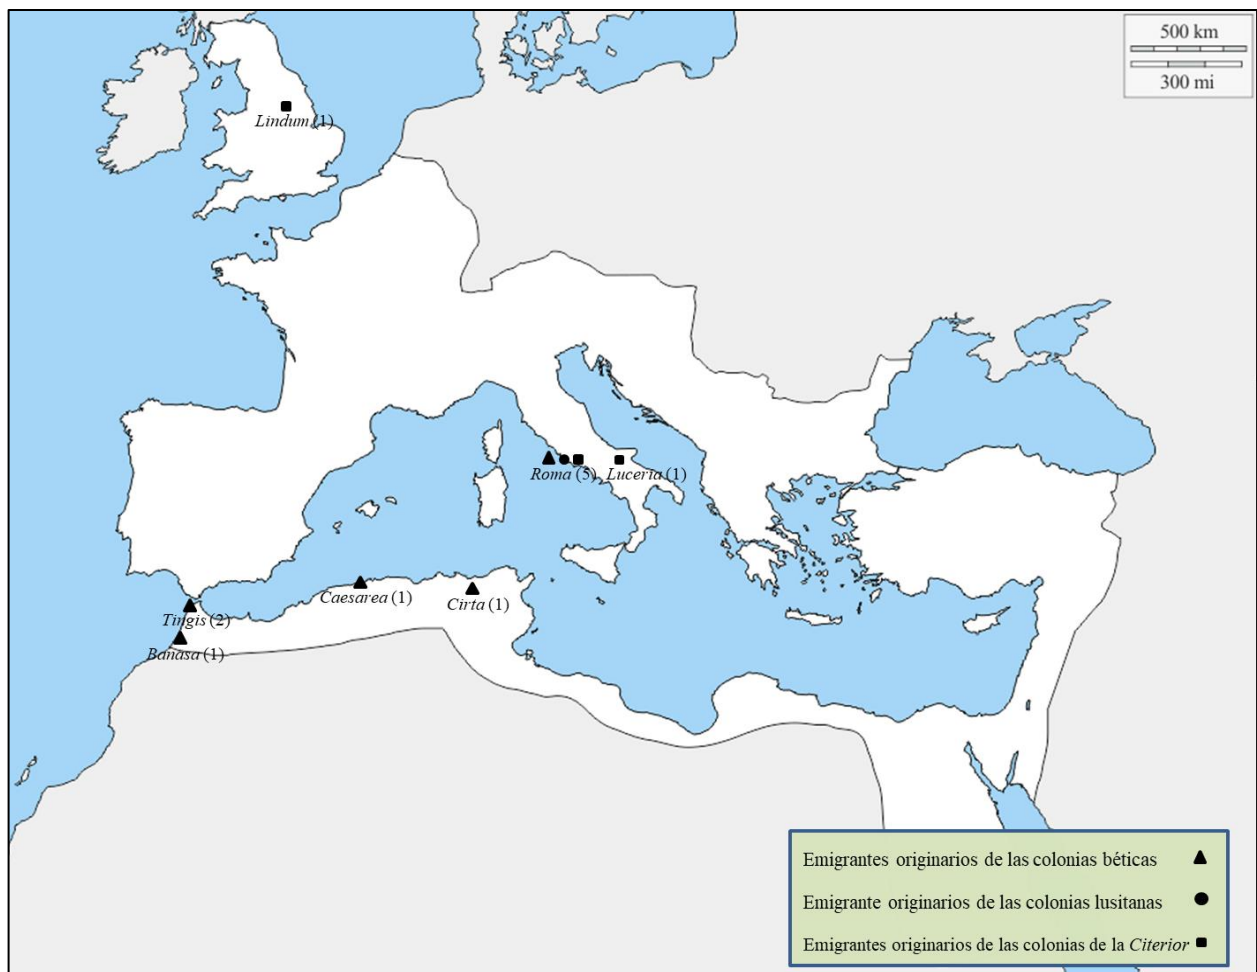 500 km
300 mi
Lindum (1)
Roma (5) Luceria (1)
Caesarea (1)
Cirta (1)
Tingis (2)
Banasa (1)
Emigrantes originarios de las colonias béticas
Emigrante originarios de las colonias lusitanas
Emigrantes originarios de las colonias de la Citerior